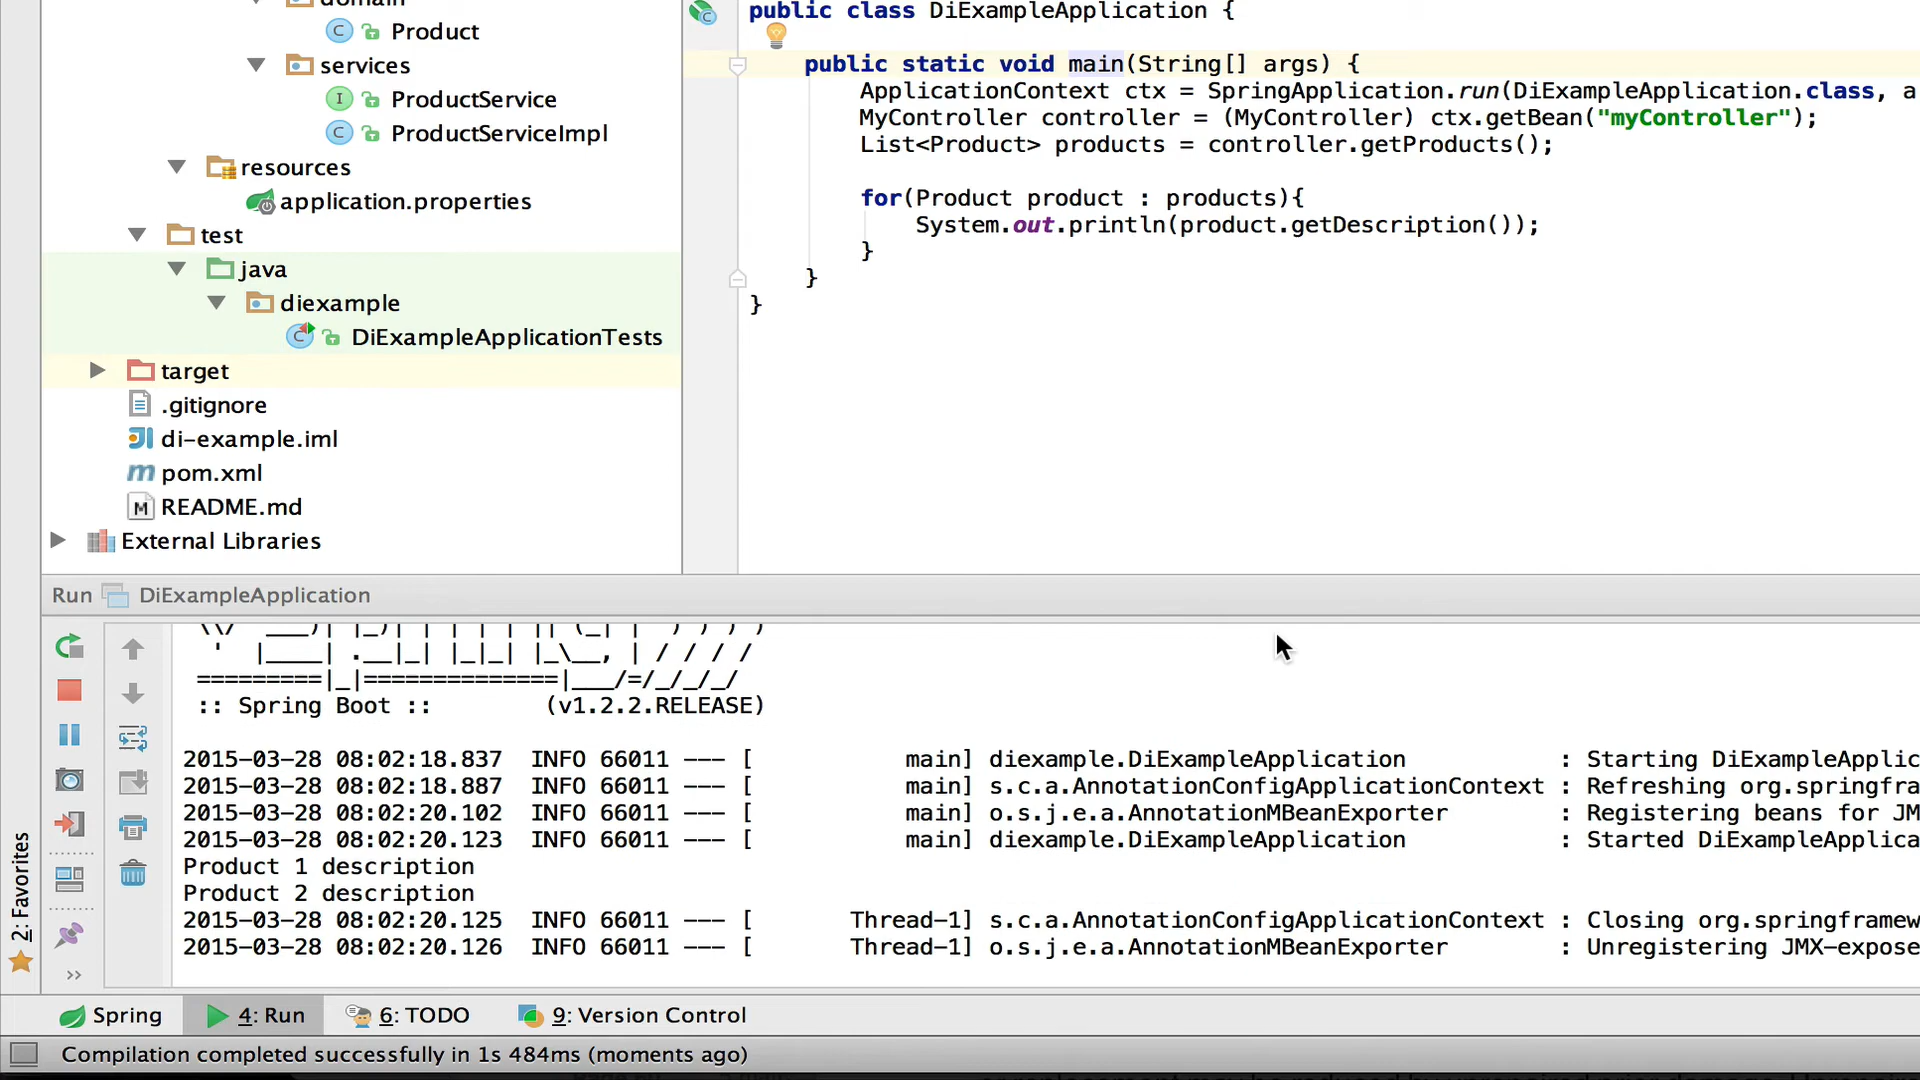 domain
Product
services
ProductService
ProductServiceImpl
resources
application.properties
test
java
diexample
DiExampleApplicationTests
target
.gitignore
di-example.iml
pom.xml
README.md
External Libraries
public class DiExampleApplication {
public static void main(String[] args) {
ApplicationContext ctx = SpringApplication.run(DiExampleApplication.class, a
MyController controller = (MyController) ctx.getBean("myController");
List<Product> products = controller.getProducts();
for(Product product : products){
System.out.println(product.getDescription());
}
}
}
Run DiExampleApplication
' |____| .__|_| |_|_| |_\__, | / / / /
=========|_|==============|___/=/_/_/_/
:: Spring Boot :: (v1.2.2.RELEASE)
2015-03-28 08:02:18.837 INFO 66011 --- [ main] diexample.DiExampleApplication : Starting DiExampleApplic
2015-03-28 08:02:18.887 INFO 66011 --- [ main] s.c.a.AnnotationConfigApplicationContext : Refreshing org.springfra
2015-03-28 08:02:20.102 INFO 66011 --- [ main] o.s.j.e.a.AnnotationMBeanExporter : Registering beans for JM
2015-03-28 08:02:20.123 INFO 66011 --- [ main] diexample.DiExampleApplication : Started DiExampleApplica
Product 1 description
Product 2 description
2015-03-28 08:02:20.125 INFO 66011 --- [ Thread-1] s.c.a.AnnotationConfigApplicationContext : Closing org.springframew
2015-03-28 08:02:20.126 INFO 66011 --- [ Thread-1] o.s.j.e.a.AnnotationMBeanExporter : Unregistering JMX-expose
2: Favorites
Spring 4: Run 6: TODO 9: Version Control
Compilation completed successfully in 1s 484ms (moments ago)